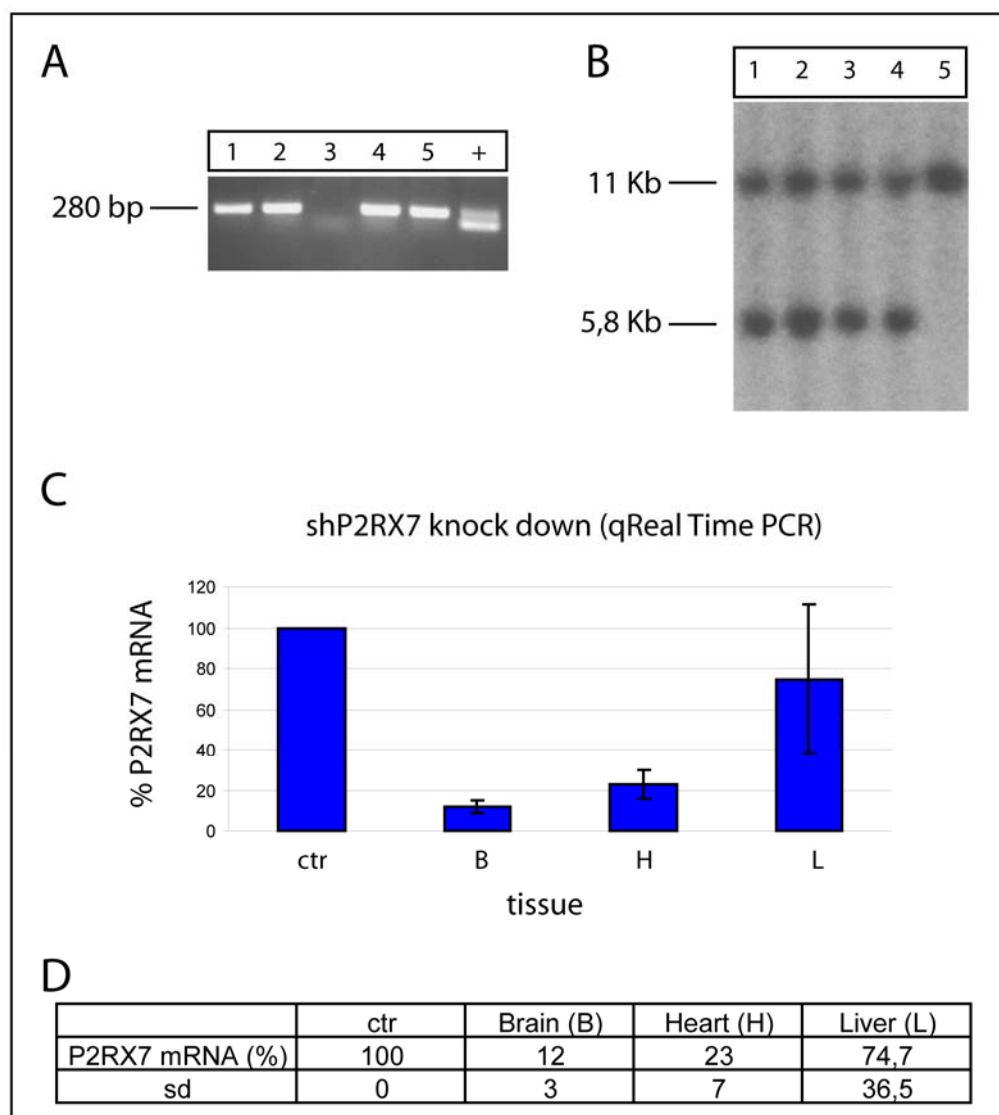 A
1 2 3 4 5 +
280 bp
B
1 2 3 4 5
11 Kb
5,8 Kb
C
shP2RX7 knock down (qReal Time PCR)
% P2RX7 mRNA
120
100
80
60
40
20
0
ctr B H L
tissue
D
ctr Brain (B) Heart (H) Liver (L)
P2RX7 mRNA (%) 100 12 23 74,7
sd 0 3 7 36,5